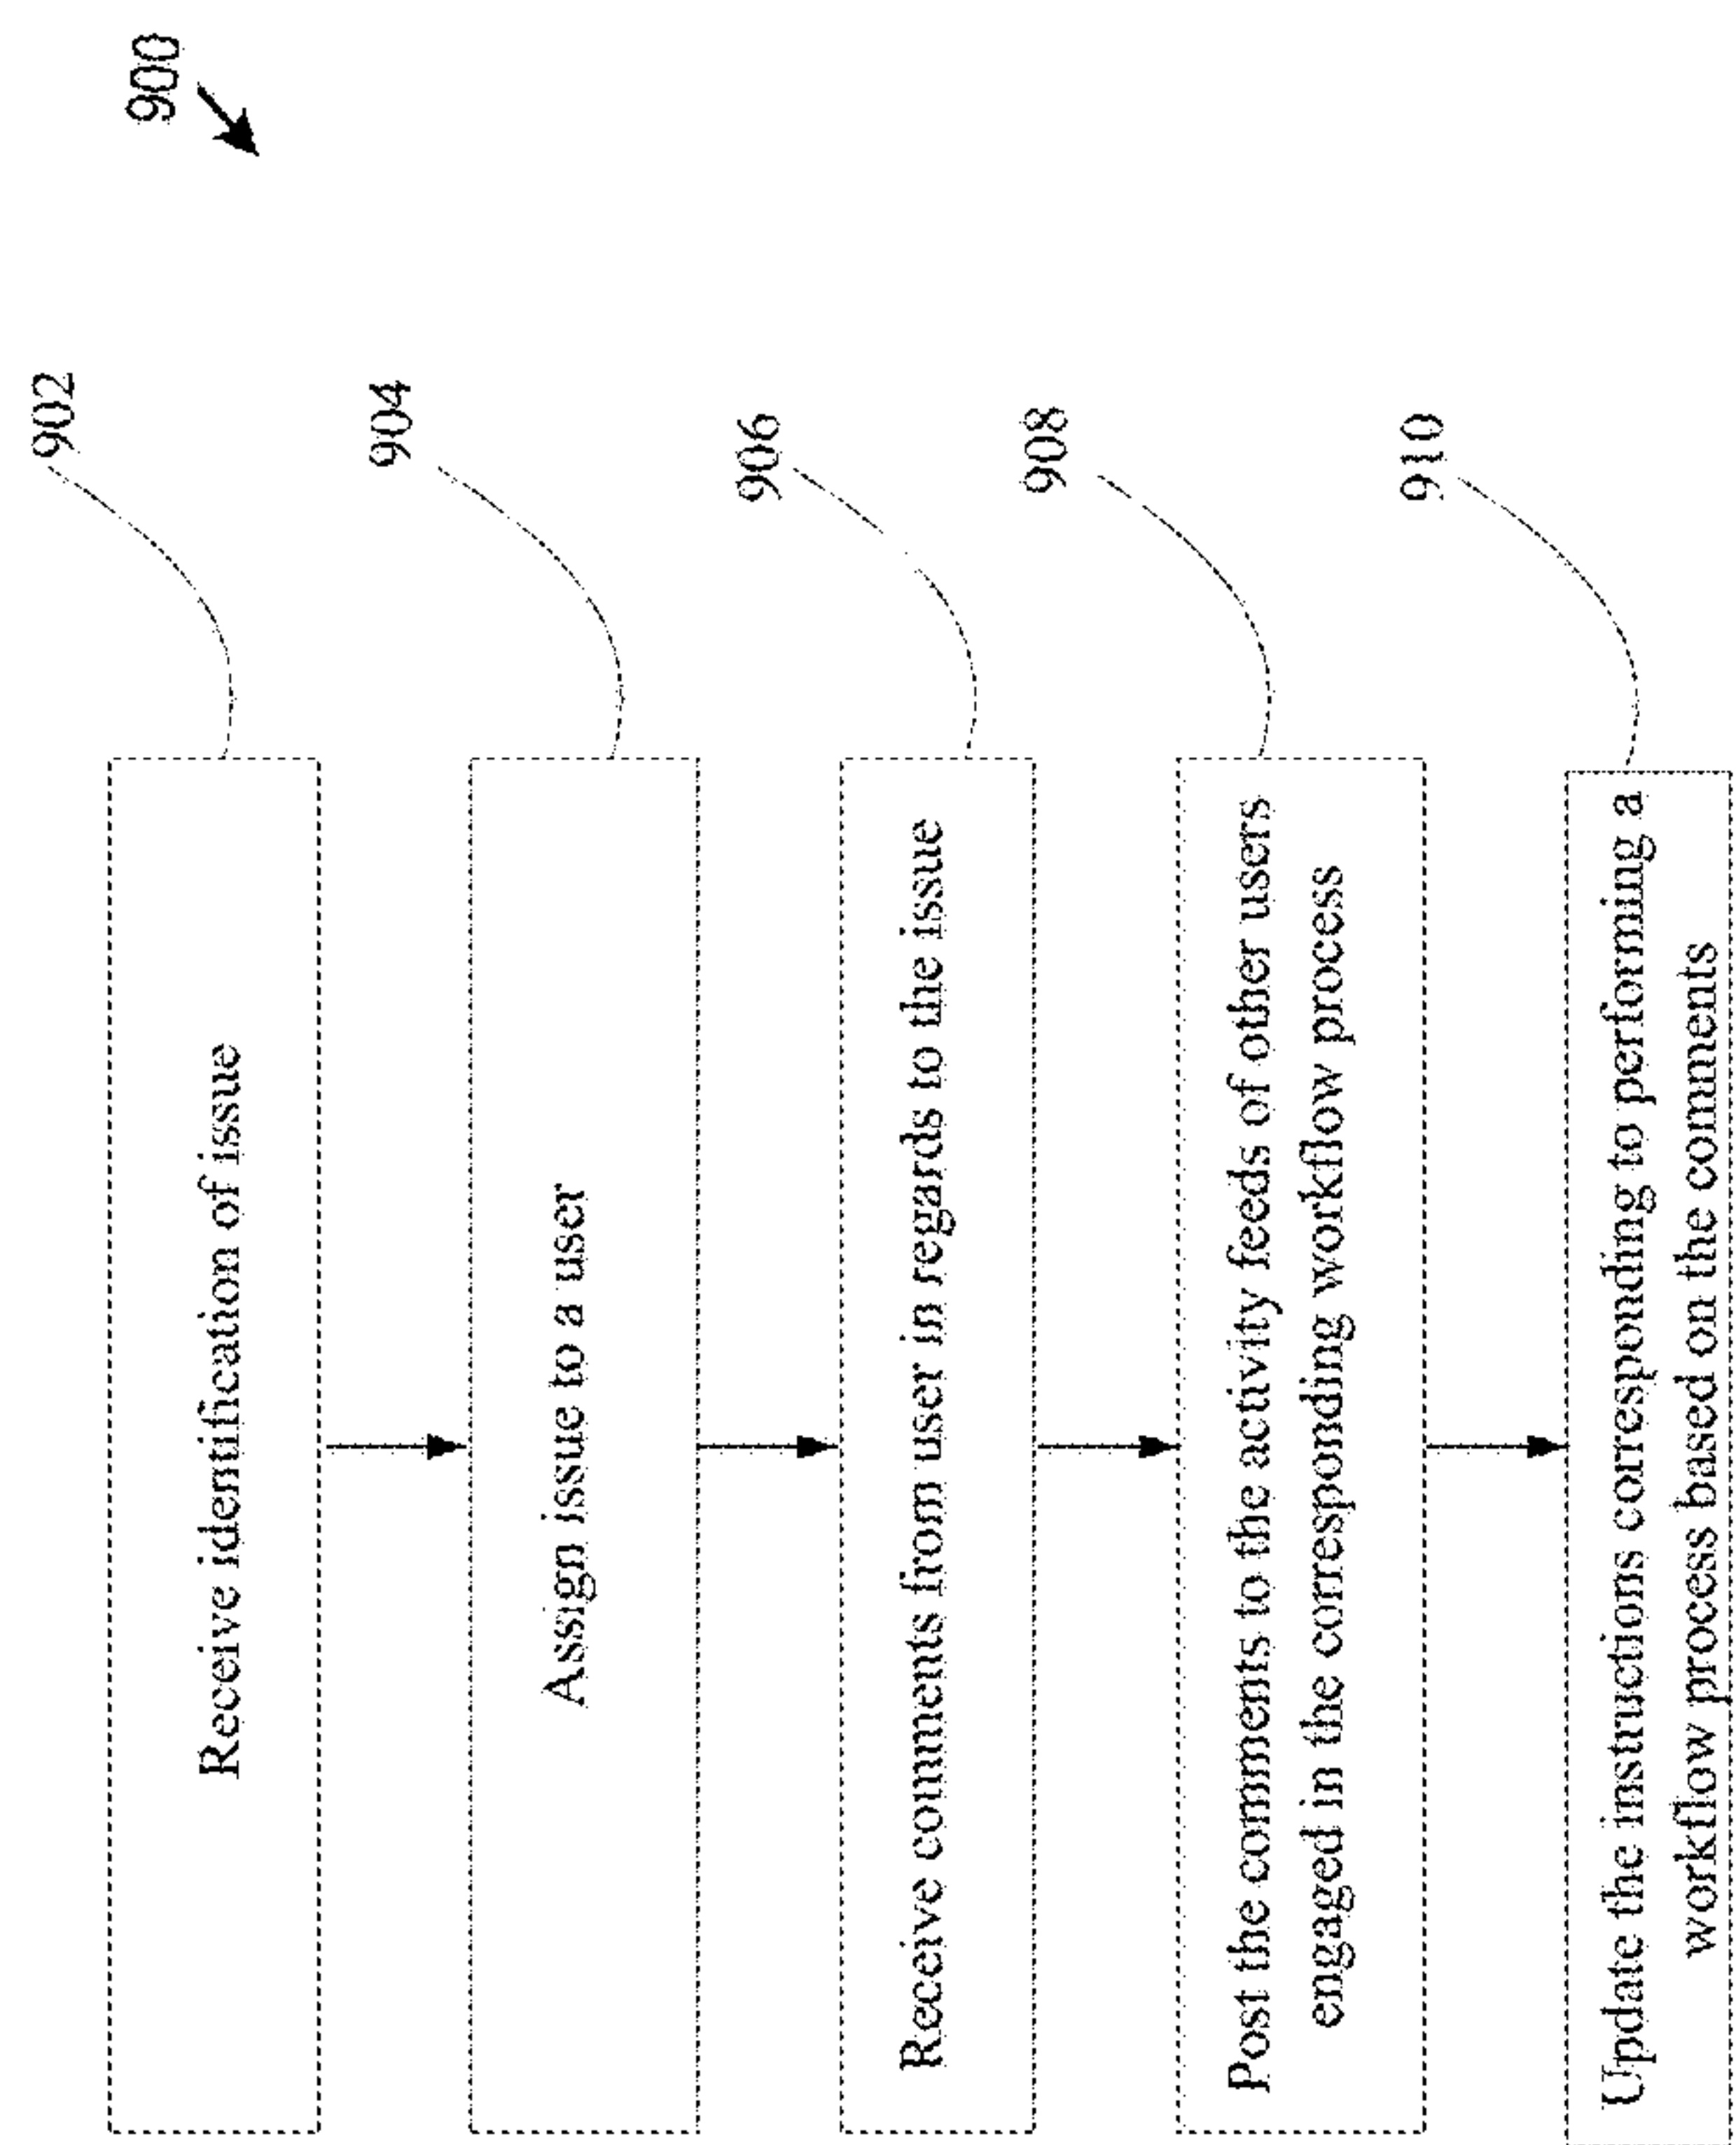 900
902
Receive identification of issue
904
Assign issue to a user
906
Receive comments from user in regards to the issue
908
Post the comments to the activity feeds of other users
engaged in the corresponding workflow process
910
Update the instructions corresponding to performing a
workflow process based on the comments